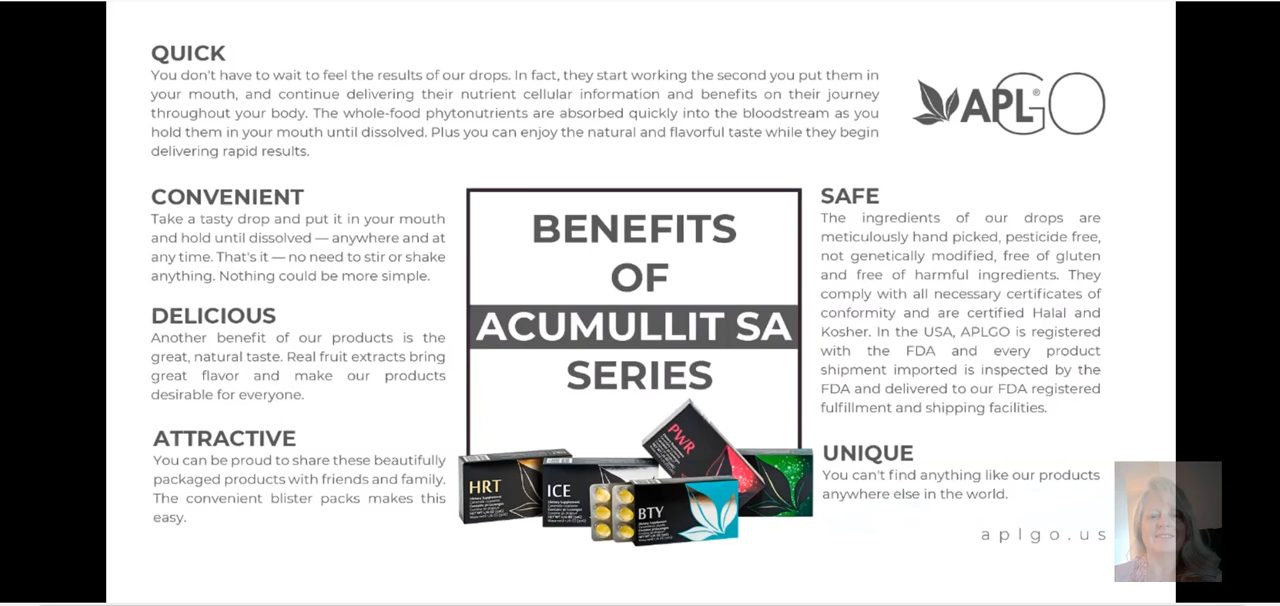 QUICK
You don't have to wait to feel the results of our drops. In fact, they start working the second you put them in
your mouth, and continue delivering their nutrient cellular information and benefits on their journey
throughout your body. The whole-food phytonutrients are absorbed quickly into the bloodstream as you
hold them in your mouth until dissolved. Plus you can enjoy the natural and flavorful taste while they begin
delivering rapid results.
APLGO®
CONVENIENT
Take a tasty drop and put it in your mouth
and hold until dissolved — anywhere and at
any time. That's it — no need to stir or shake
anything. Nothing could be more simple.
DELICIOUS
Another benefit of our products is the
great, natural taste. Real fruit extracts bring
great flavor and make our products
desirable for everyone.
ATTRACTIVE
You can be proud to share these beautifully
packaged products with friends and family.
The convenient blister packs makes this
easy.
BENEFITS
OF
ACUMULLIT SA
SERIES
HRT
Dietary Supplement
ICE
Dietary Supplement
BTY
Dietary Supplement
PWR
SAFE
The ingredients of our drops are
meticulously hand picked, pesticide free,
not genetically modified, free of gluten
and free of harmful ingredients. They
comply with all necessary certificates of
conformity and are certified Halal and
Kosher. In the USA, APLGO is registered
with the FDA and every product
shipment imported is inspected by the
FDA and delivered to our FDA registered
fulfillment and shipping facilities.
UNIQUE
You can't find anything like our products
anywhere else in the world.
aplgo.us